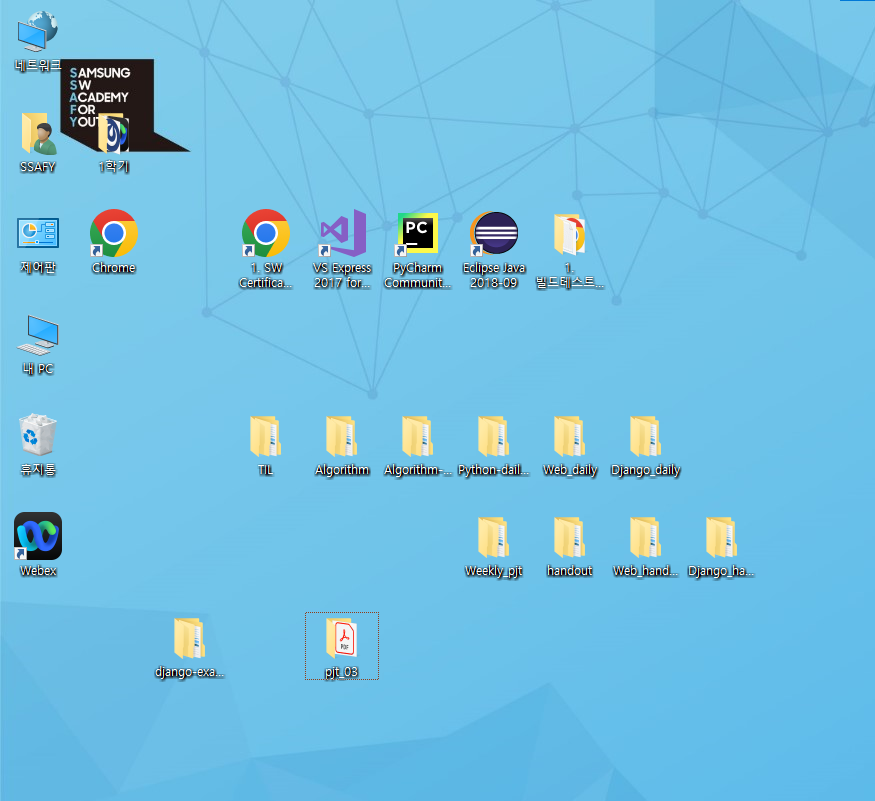 네트워크
SAMSUNG
SW
ACADEMY
FOR
YOUT
SSAFY
1학기
제어판
Chrome
1. SW
Certifica...
VS Express
2017 for...
PC
PyCharm
Communit...
Eclipse Java
2018-09
1.
빌드테스트...
내 PC
휴지통
TIL
Algorithm
Algorithm-...
Python-dail...
Web_daily
Django_daily
Webex
Weekly_pjt
handout
Web_hand...
Django_ha...
django-exa...
PDF
pjt_03